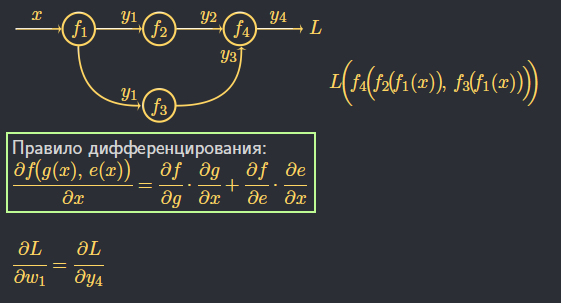 x f₁ y₁ f₂ y₂ f₄ y₄ L
y₃
y₁ f₃
L(f₄(f₂(f₁(x)), f₃(f₁(x))))
Правило дифференцирования:
∂f(g(x), e(x))/∂x = ∂f/∂g · ∂g/∂x + ∂f/∂e · ∂e/∂x
∂L/∂w₁ = ∂L/∂y₄